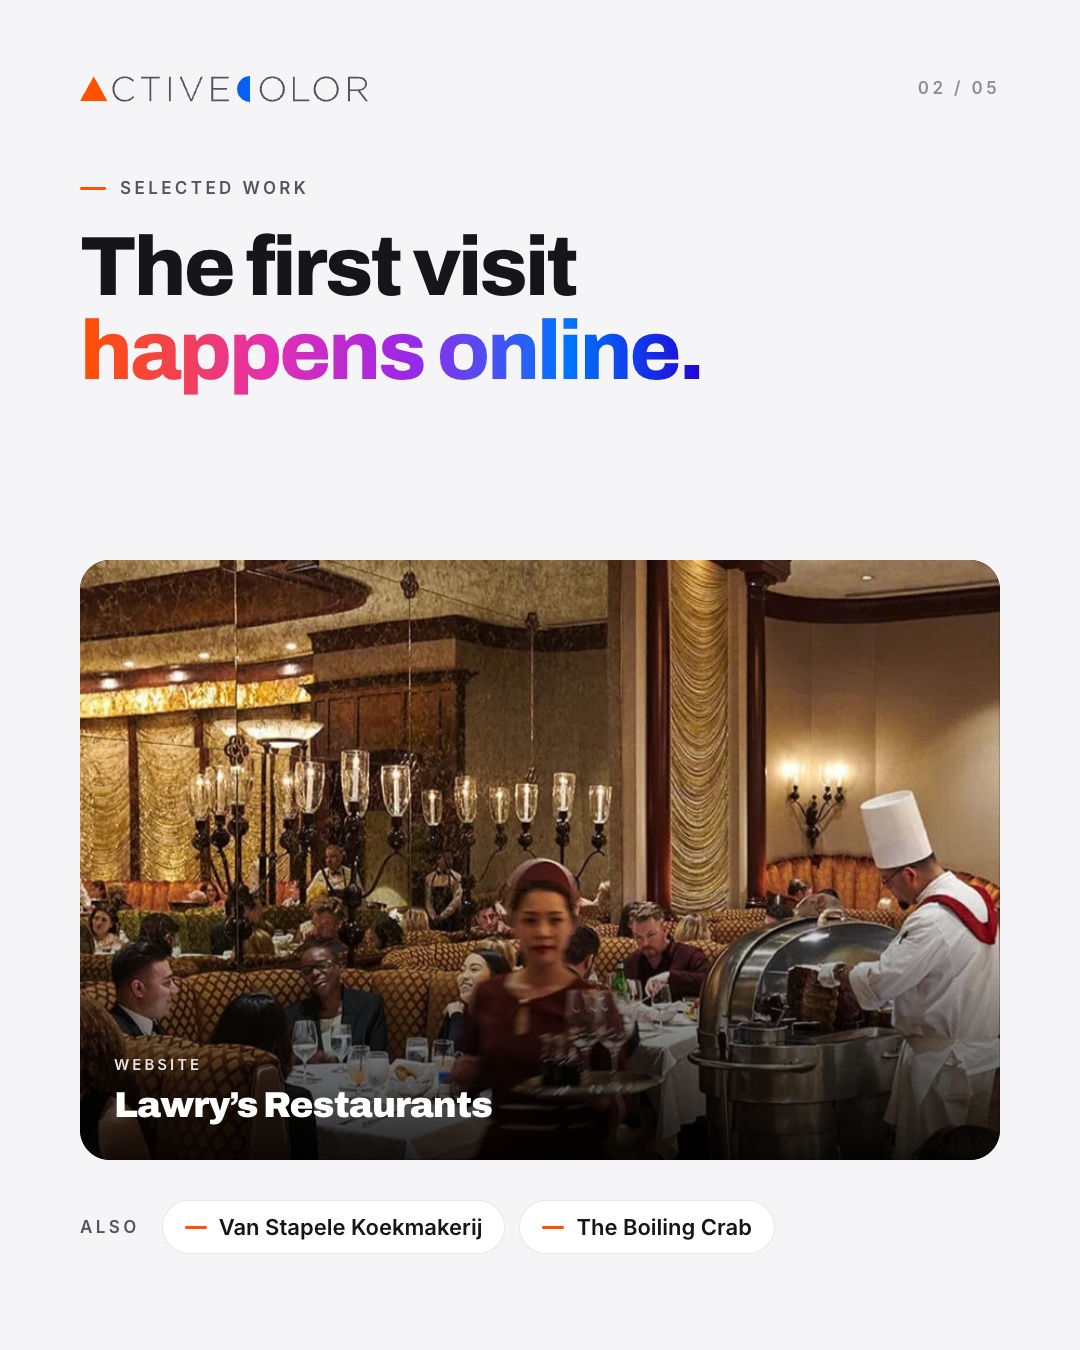 ACTIVECOLOR
02 / 05
SELECTED WORK
The first visit
happens online.
WEBSITE
Lawry’s Restaurants
ALSO
Van Stapele Koekmakerij
The Boiling Crab